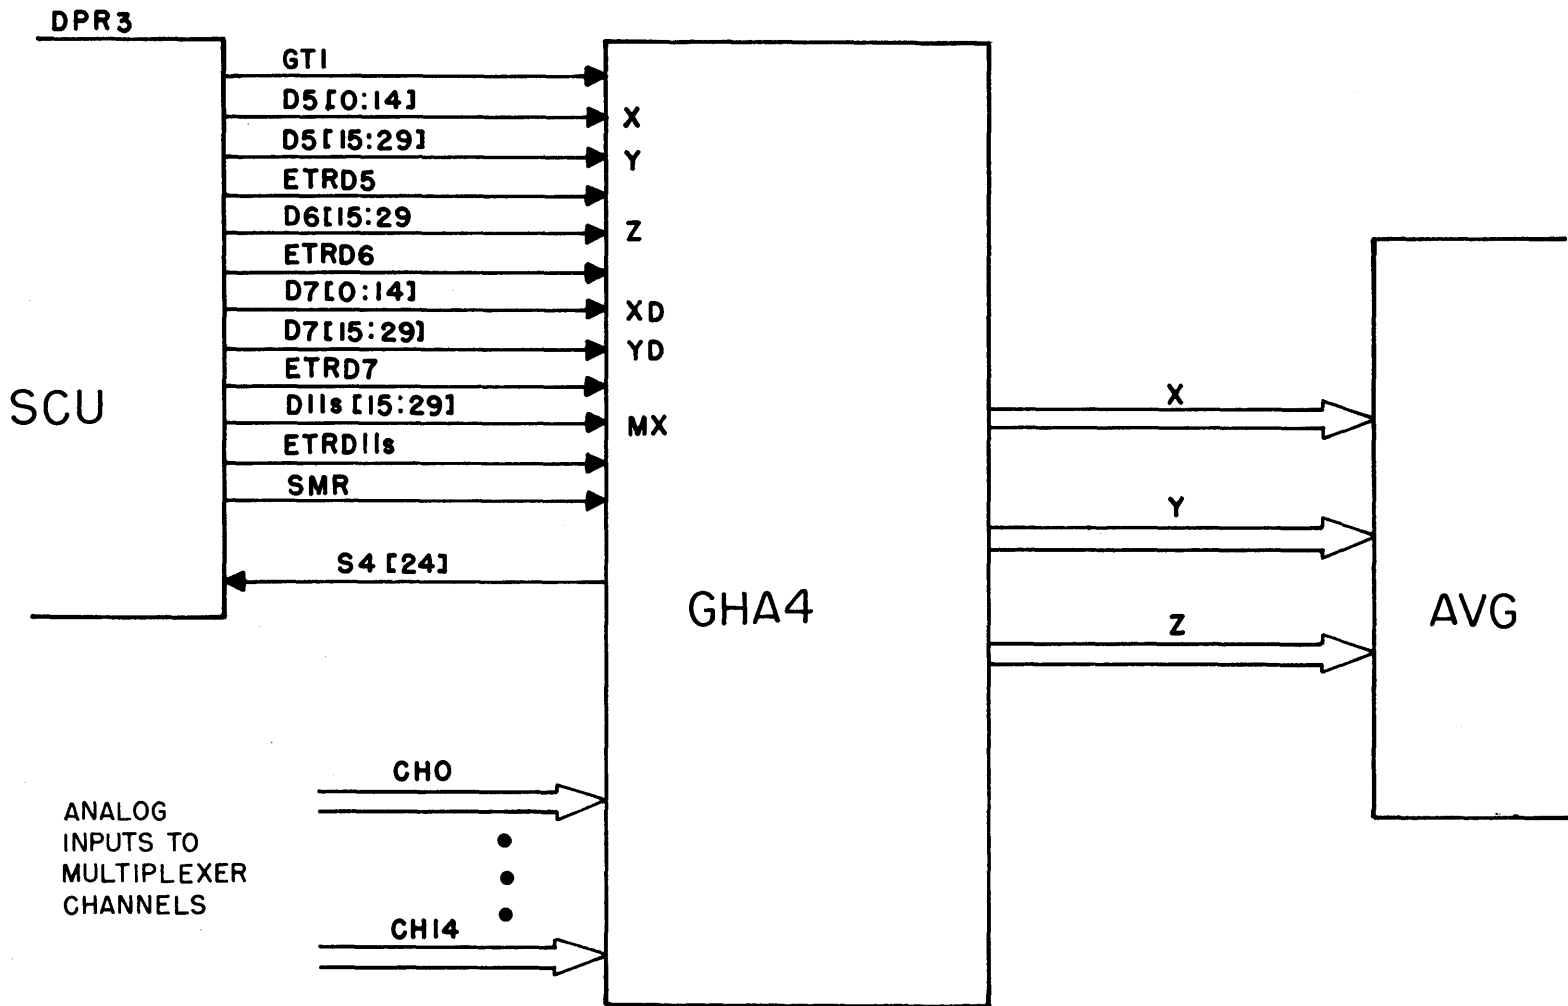 DPR3
GTI
D5[0:14]
X
D5[15:29]
Y
ETRD5
D6[15:29
Z
ETRD6
D7[0:14]
XD
D7[15:29]
YD
ETRD7
D11s[15:29]
MX
ETRD11s
SMR
S4[24]
SCU
GHA4
X
Y
Z
AVG
CH0
ANALOG
INPUTS TO
MULTIPLEXER
CHANNELS
CH14